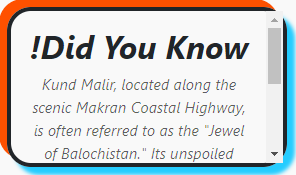 !Did You Know
Kund Malir, located along the
scenic Makran Coastal Highway,
is often referred to as the "Jewel
of Balochistan." Its unspoiled